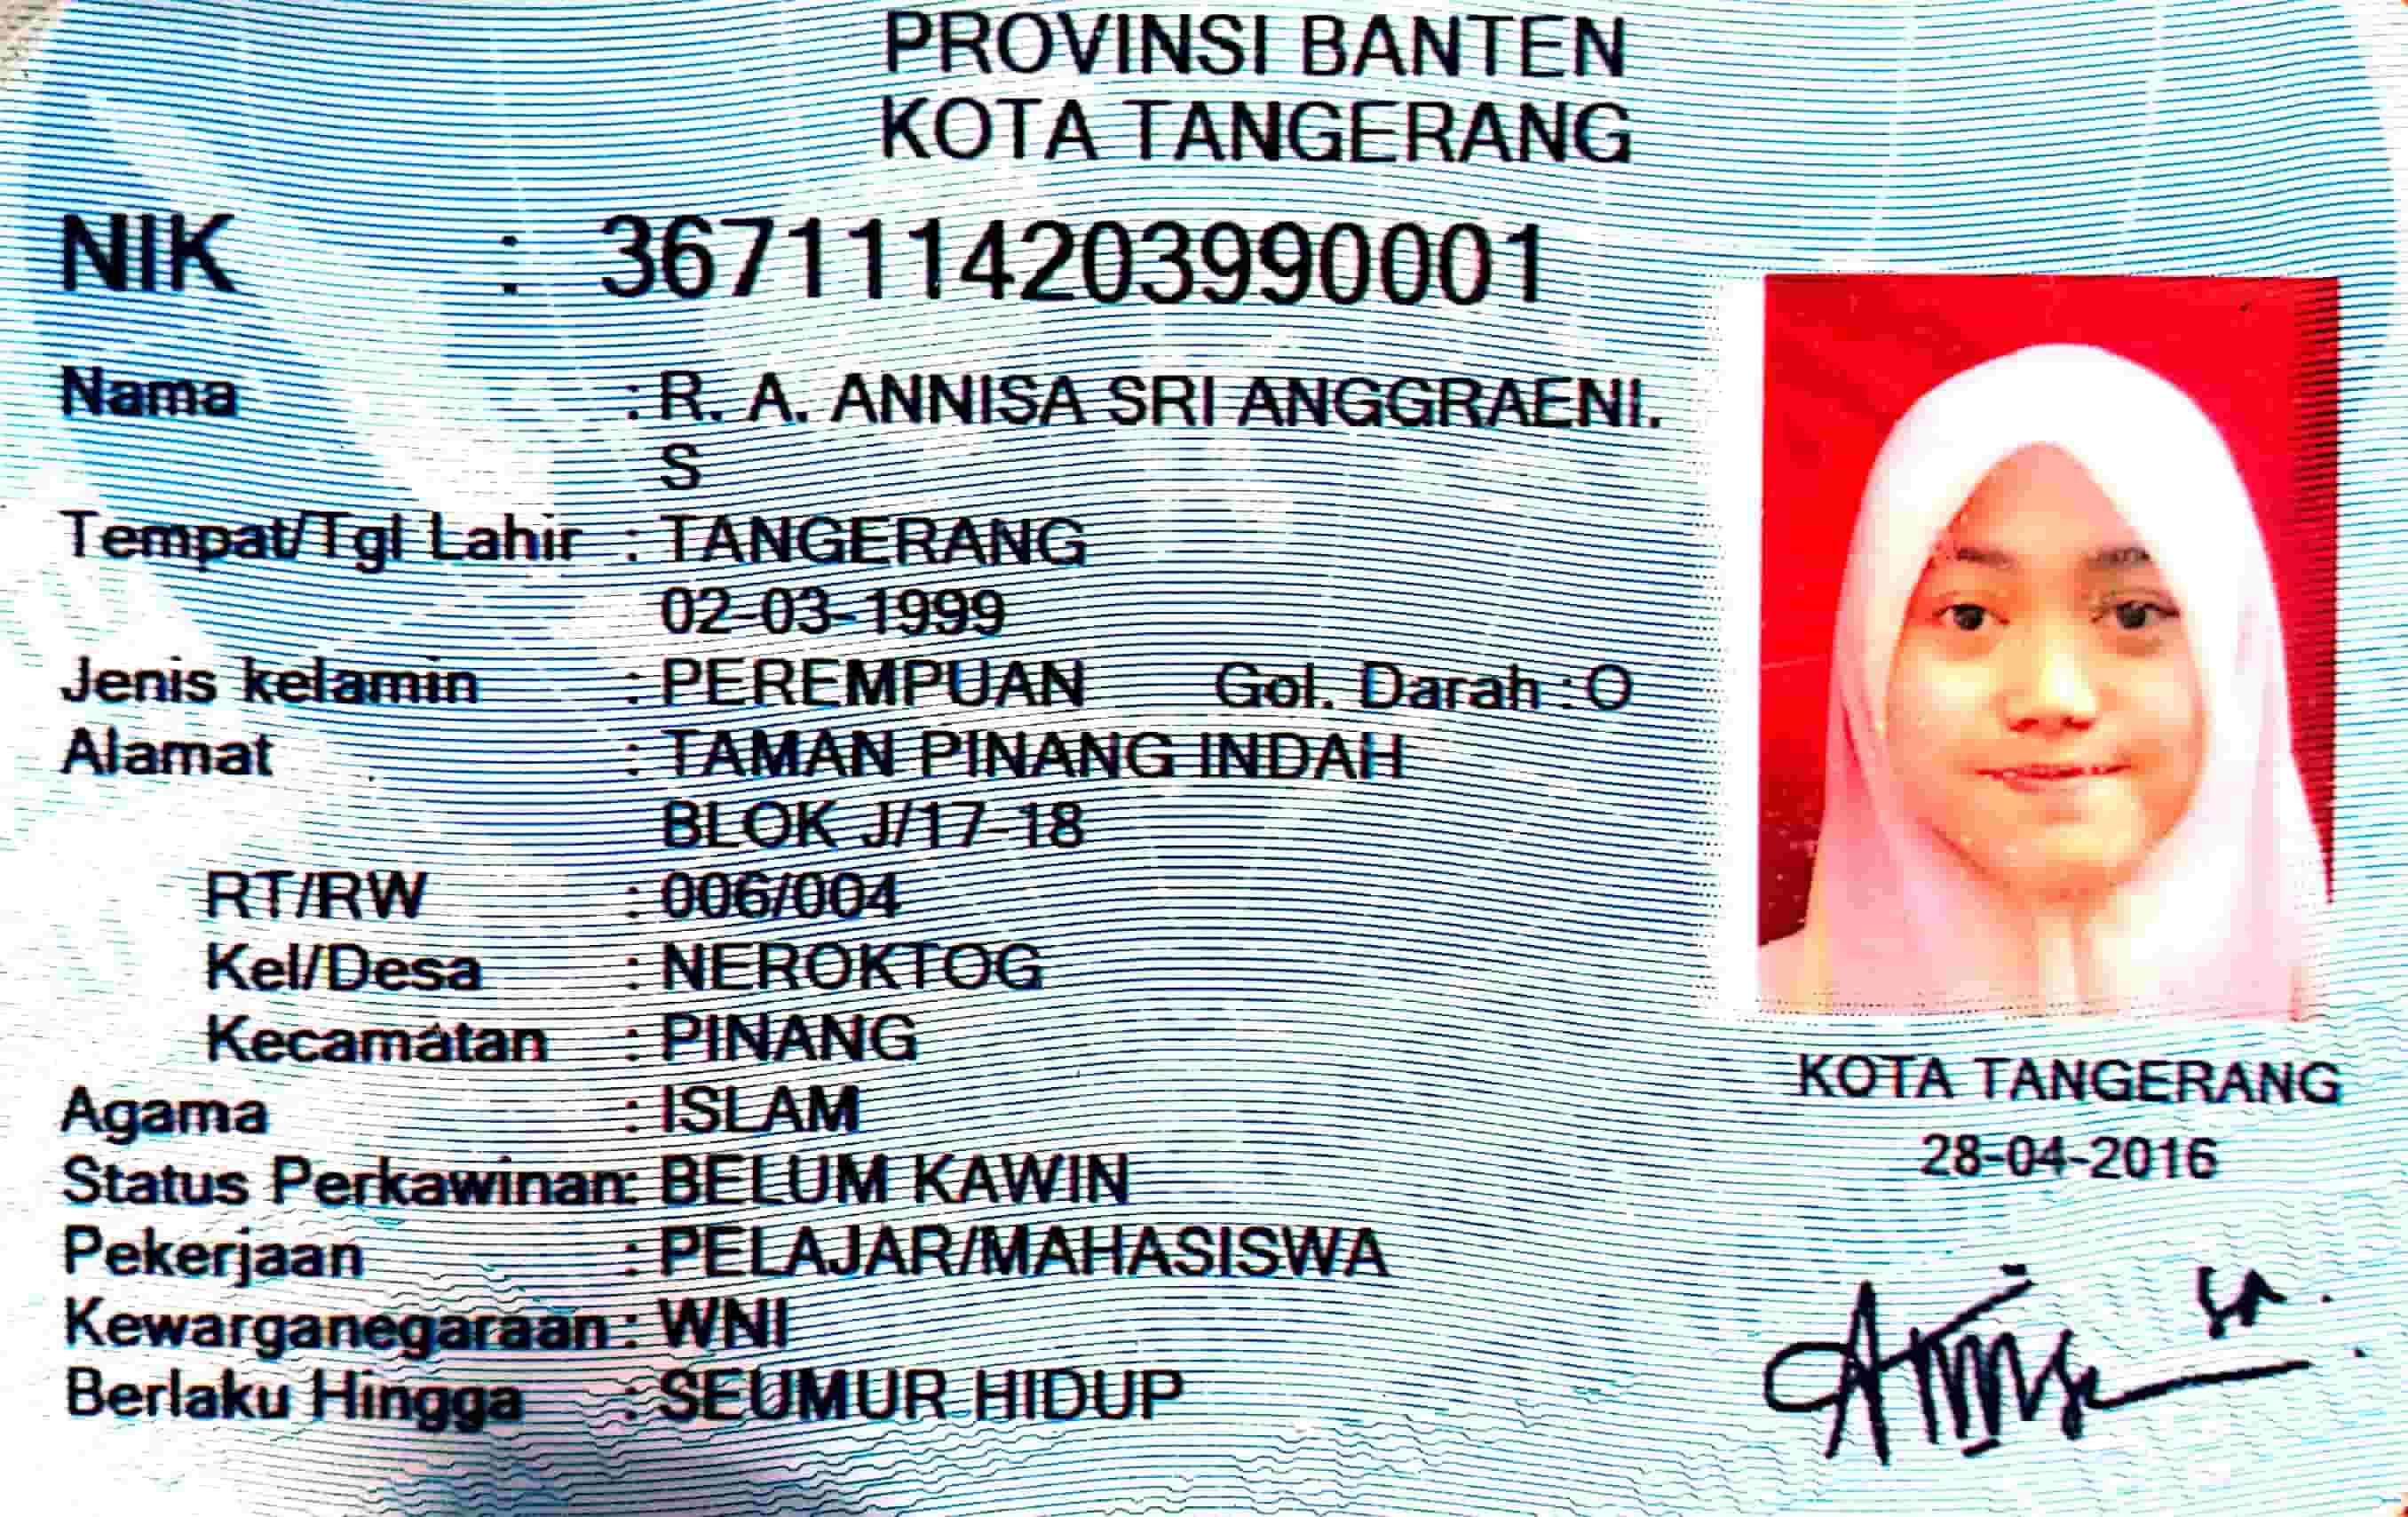 PROVINSI BANTEN
KOTA TANGERANG
NIK : 3671114203990001
Nama : R. A. ANNISA SRI ANGGRAENI.
S
Tempat/Tgl Lahir : TANGERANG
02-03-1999
Jenis kelamin : PEREMPUAN Gol. Darah : O
Alamat : TAMAN PINANG INDAH
BLOK J/17-18
RT/RW : 006/004
Kel/Desa : NEROKTOG
Kecamatan : PINANG
Agama : ISLAM
Status Perkawinan: BELUM KAWIN
Pekerjaan : PELAJAR/MAHASISWA
Kewarganegaraan : WNI
Berlaku Hingga : SEUMUR HIDUP
KOTA TANGERANG
28-04-2016